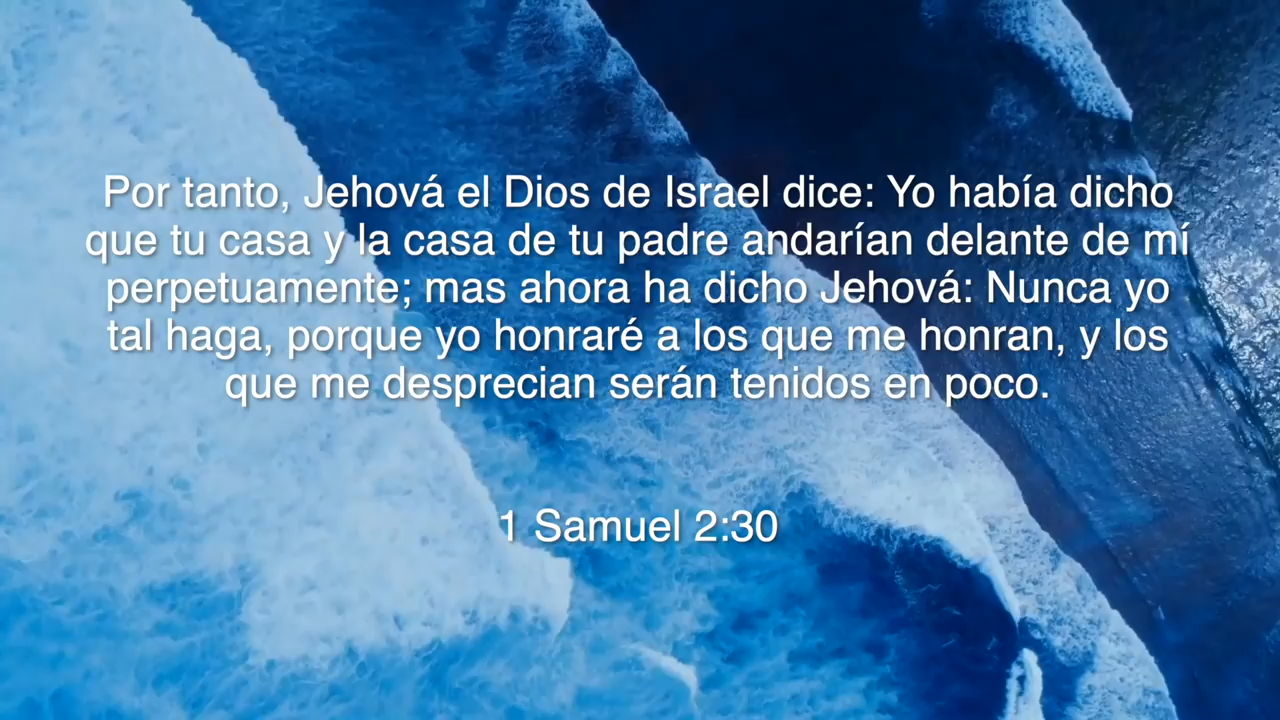 Por tanto, Jehová el Dios de Israel dice: Yo había dicho
que tu casa y la casa de tu padre andarían delante de mí
perpetuamente; mas ahora ha dicho Jehová: Nunca yo
tal haga, porque yo honraré a los que me honran, y los
que me desprecian serán tenidos en poco.
1 Samuel 2:30